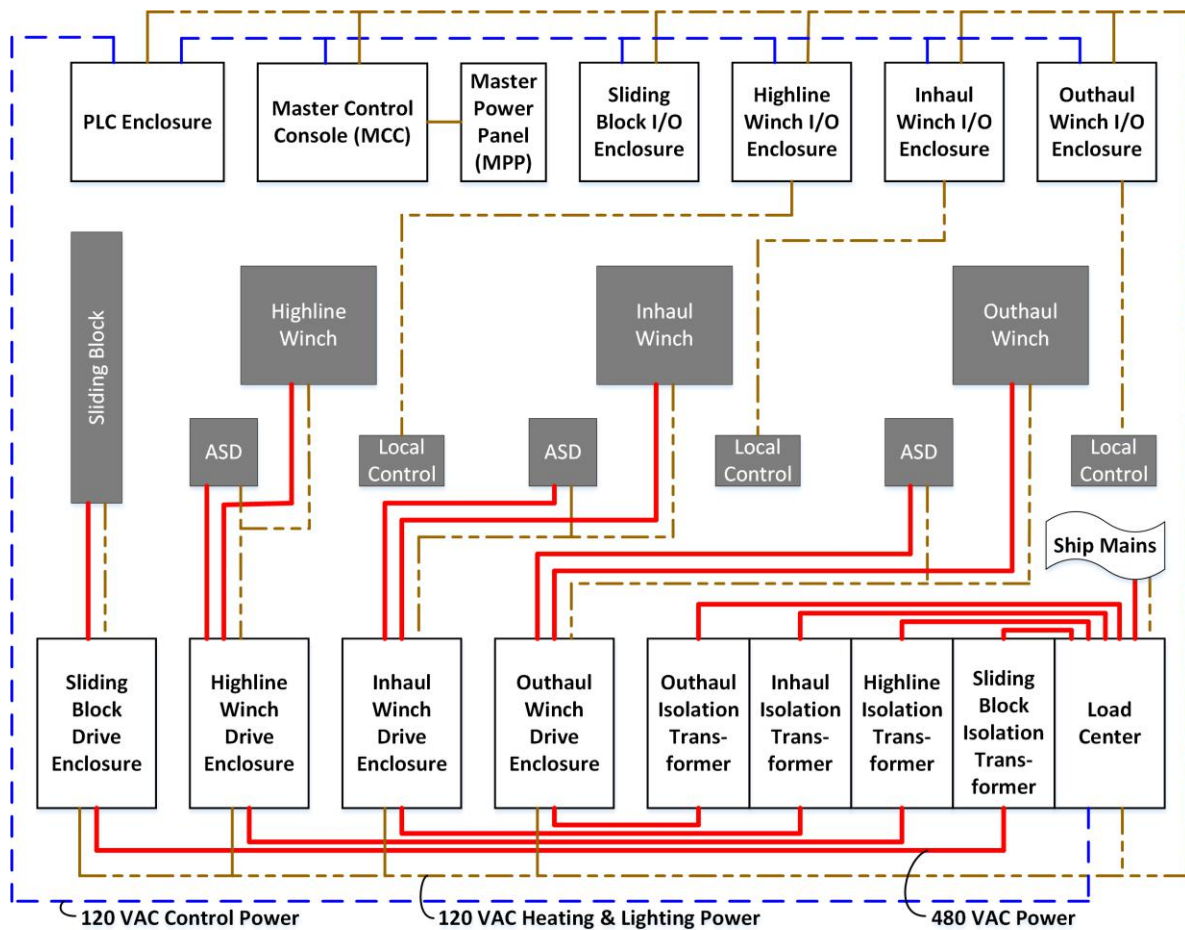 PLC Enclosure
Master Control
Console (MCC)
Master
Power
Panel
(MPP)
Sliding
Block I/O
Enclosure
Highline
Winch I/O
Enclosure
Inhaul
Winch I/O
Enclosure
Outhaul
Winch I/O
Enclosure
Sliding Block
Highline
Winch
Inhaul
Winch
Outhaul
Winch
ASD
Local
Control
ASD
Local
Control
ASD
Local
Control
Ship Mains
Sliding
Block
Drive
Enclosure
Highline
Winch
Drive
Enclosure
Inhaul
Winch
Drive
Enclosure
Outhaul
Winch
Drive
Enclosure
Outhaul
Isolation
Trans-
former
Inhaul
Isolation
Trans-
former
Highline
Isolation
Trans-
former
Sliding
Block
Isolation
Trans-
former
Load
Center
120 VAC Control Power
120 VAC Heating & Lighting Power
480 VAC Power